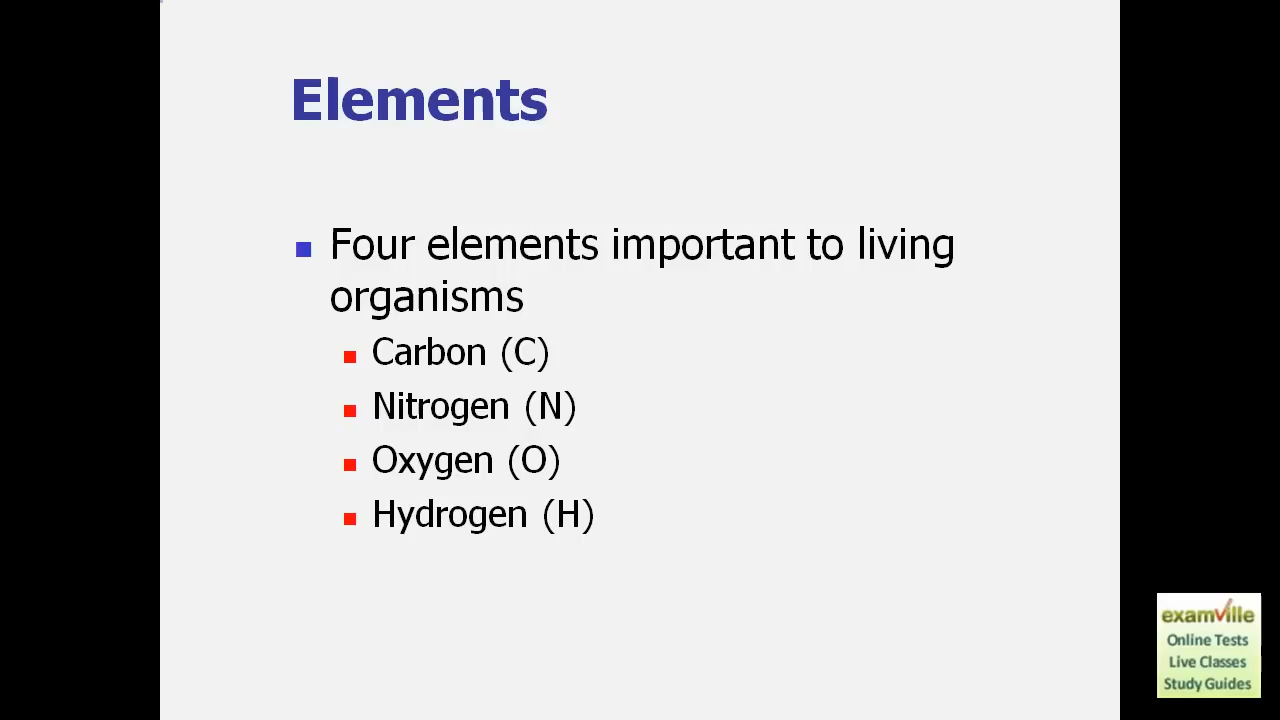 Elements
Four elements important to living
organisms
Carbon (C)
Nitrogen (N)
Oxygen (O)
Hydrogen (H)
examville
Online Tests
Live Classes
Study Guides